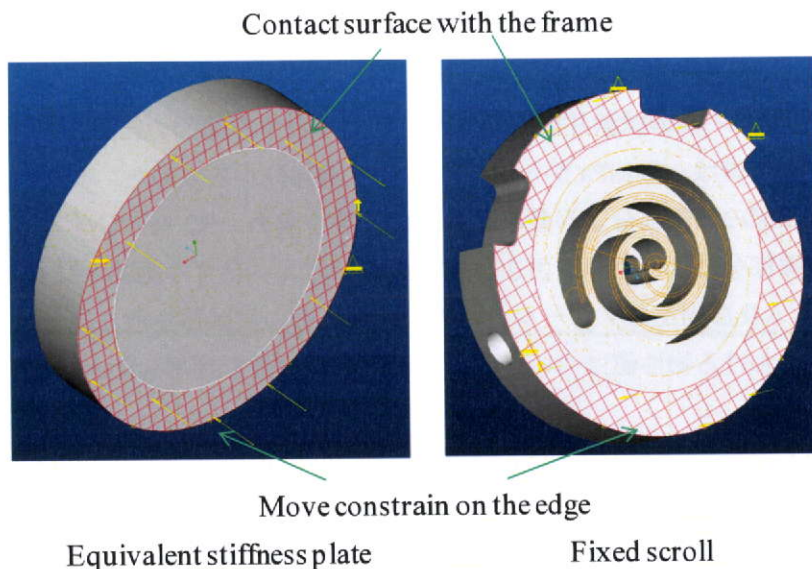 Contact surface with the frame
Move constrain on the edge
Equivalent stiffness plate
Fixed scroll